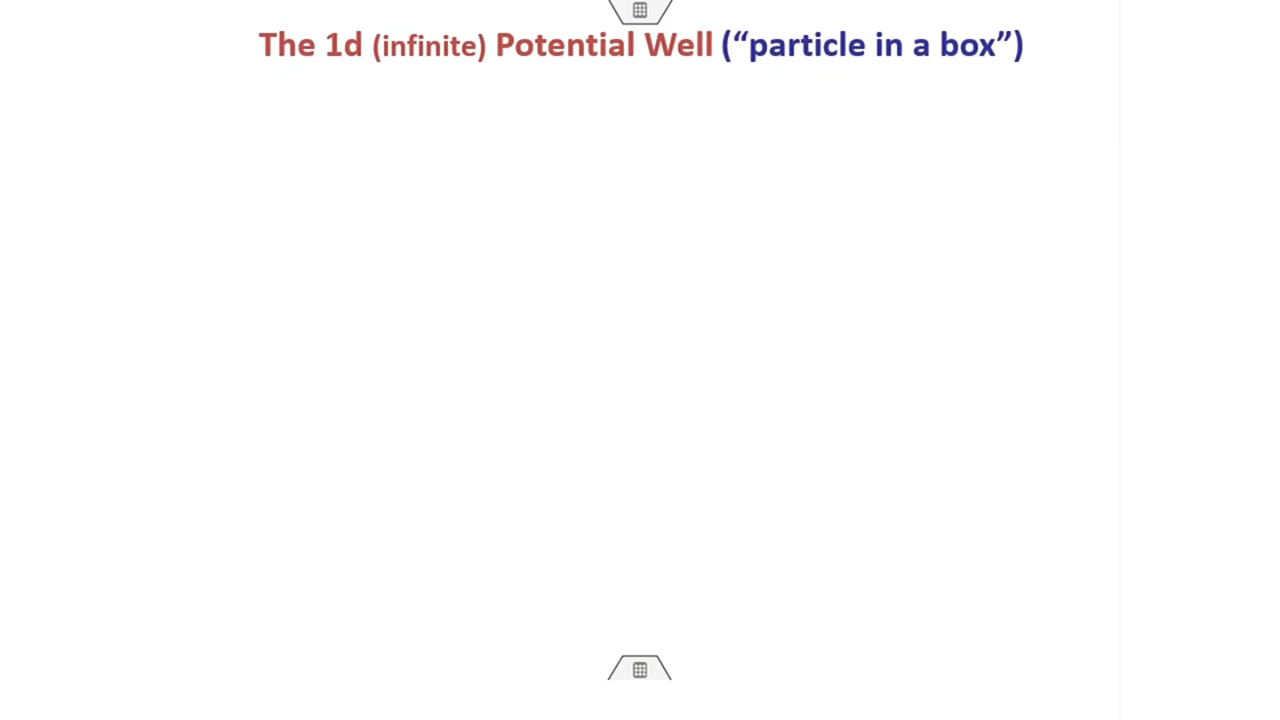 The 1d (infinite) Potential Well (“particle in a box”)